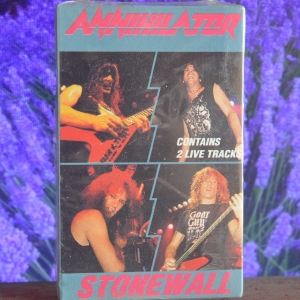 ANNIHILATOR
CONTAINS
2 LIVE TRACKS
STONEWALL